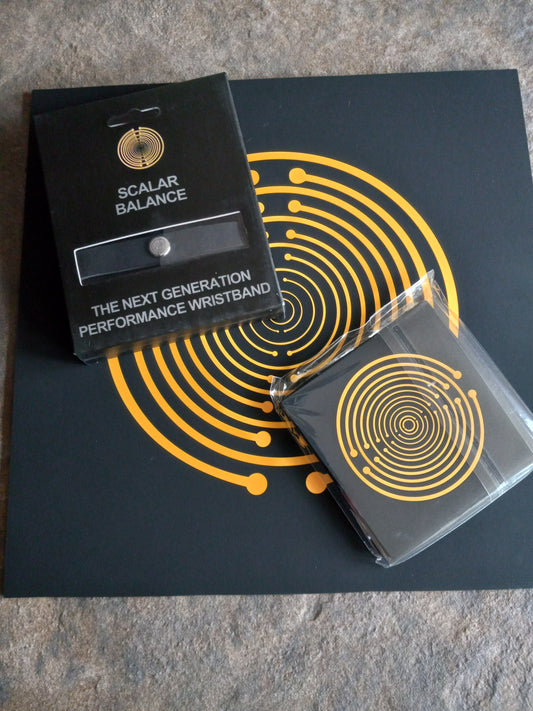 SCALAR
BALANCE
THE NEXT GENERATION
PERFORMANCE WRISTBAND